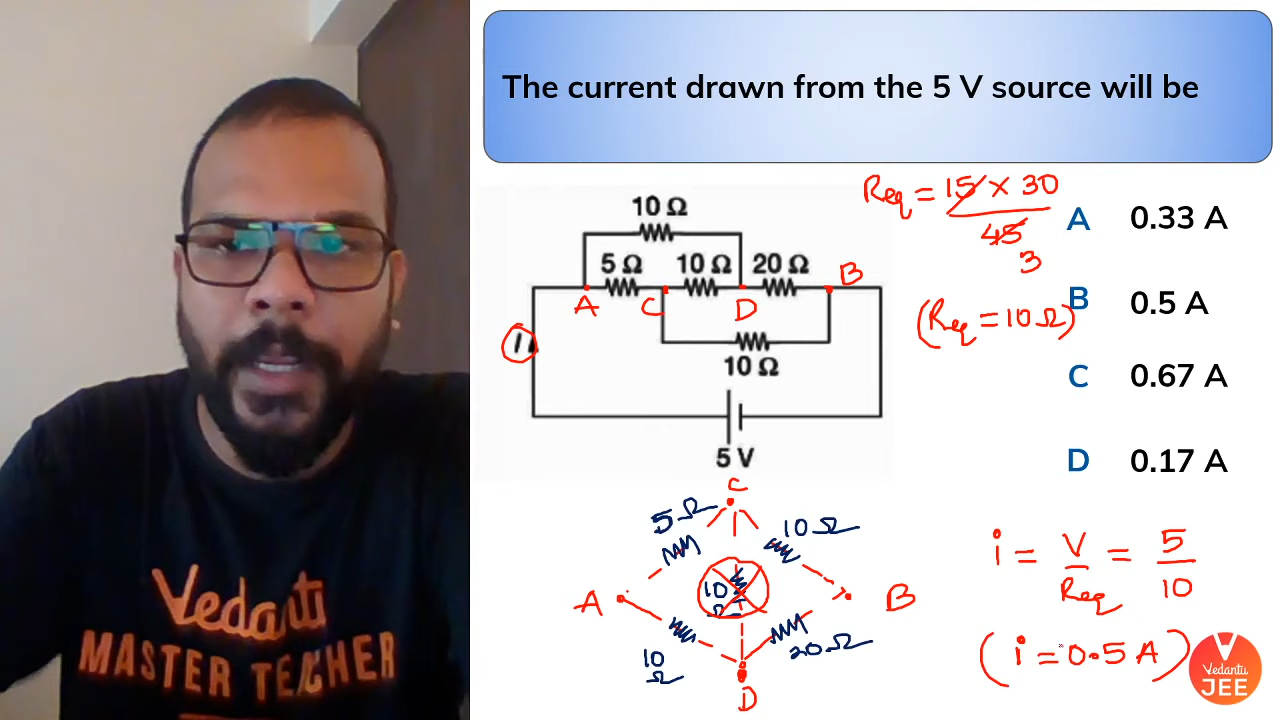 The current drawn from the 5 V source will be
10 Ω
5 Ω 10 Ω 20 Ω
A C D B
I
10 Ω
5 V
Req = 15 x 30
45
3
(Req = 10Ω)
A 0.33 A
B 0.5 A
C 0.67 A
D 0.17 A
C
5 Ω 10 Ω
A 10 Ω B
10 Ω 20 Ω
D
i = V = 5
Req 10
(i = 0.5 A)
Vedantu
MASTER TEACHER
Vedantu
JEE